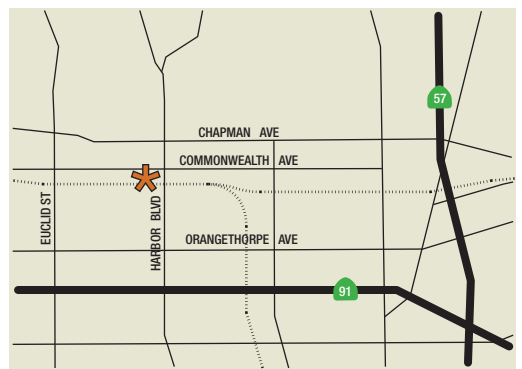 57
CHAPMAN AVE
COMMONWEALTH AVE
EUCLID ST
HARBOR BLVD
ORANGETHORPE AVE
91